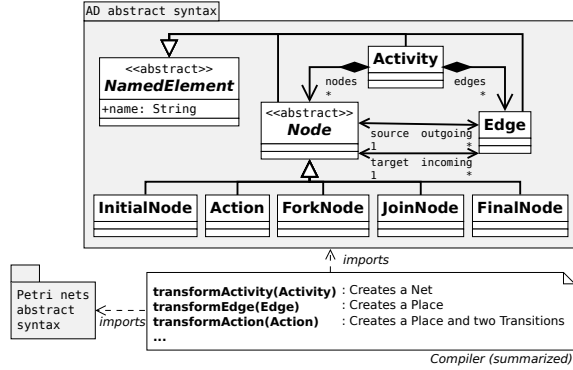 AD abstract syntax
<<abstract>>
NamedElement
+name: String
Activity
nodes
*
edges
*
<<abstract>>
Node
Edge
source outgoing
1 *
target incoming
1 *
InitialNode
Action
ForkNode
JoinNode
FinalNode
imports
Petri nets
abstract
syntax
imports
transformActivity(Activity) : Creates a Net
transformEdge(Edge) : Creates a Place
transformAction(Action) : Creates a Place and two Transitions
...
Compiler (summarized)